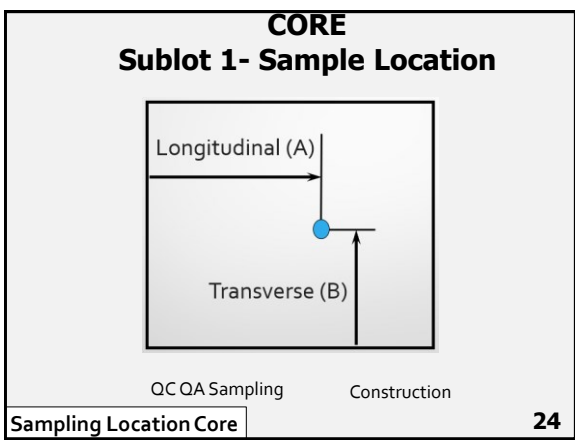 CORE
Sublot 1- Sample Location
Longitudinal (A)
Transverse (B)
QC QA Sampling
Construction
Sampling Location Core
24